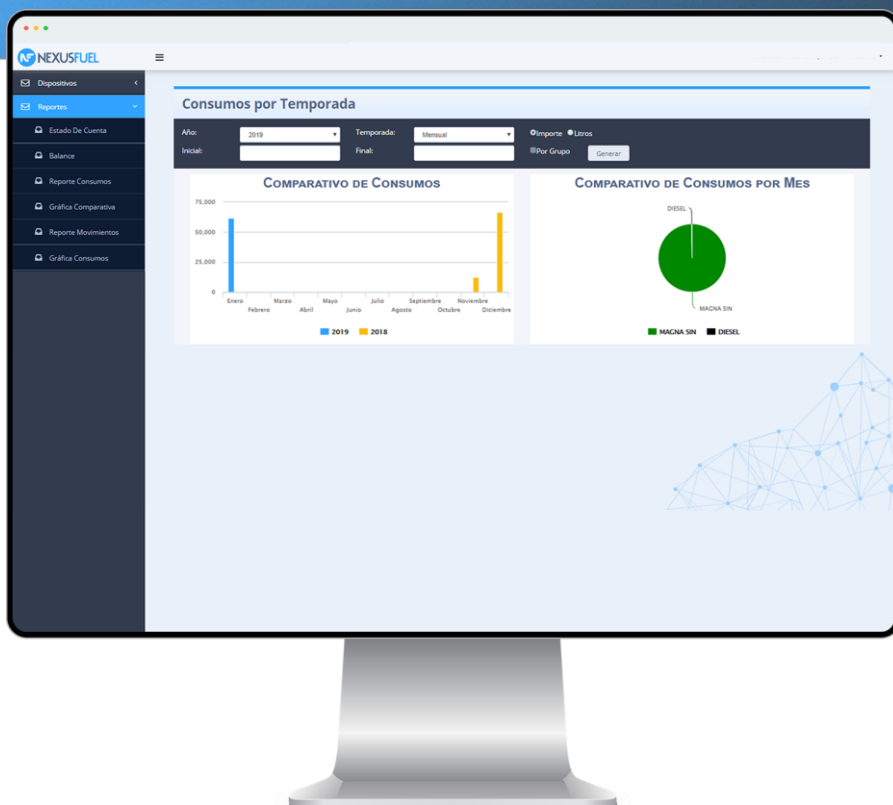 NF NEXUSFUEL
Dispositivos
Reportes
Estado De Cuenta
Balance
Reporte Consumos
Gráfica Comparativa
Reporte Movimientos
Gráfica Consumos
Consumos por Temporada
Año: 2019 Temporada: Mensual Importe Litros
Inicial: Final: Por Grupo Generar
COMPARATIVO DE CONSUMOS
75,000
50,000
25,000
0
Enero Marzo Mayo Julio Septiembre Noviembre
Febrero Abril Junio Agosto Octubre Diciembre
2019 2018
COMPARATIVO DE CONSUMOS POR MES
DIESEL
MAGNA SIN
MAGNA SIN DIESEL